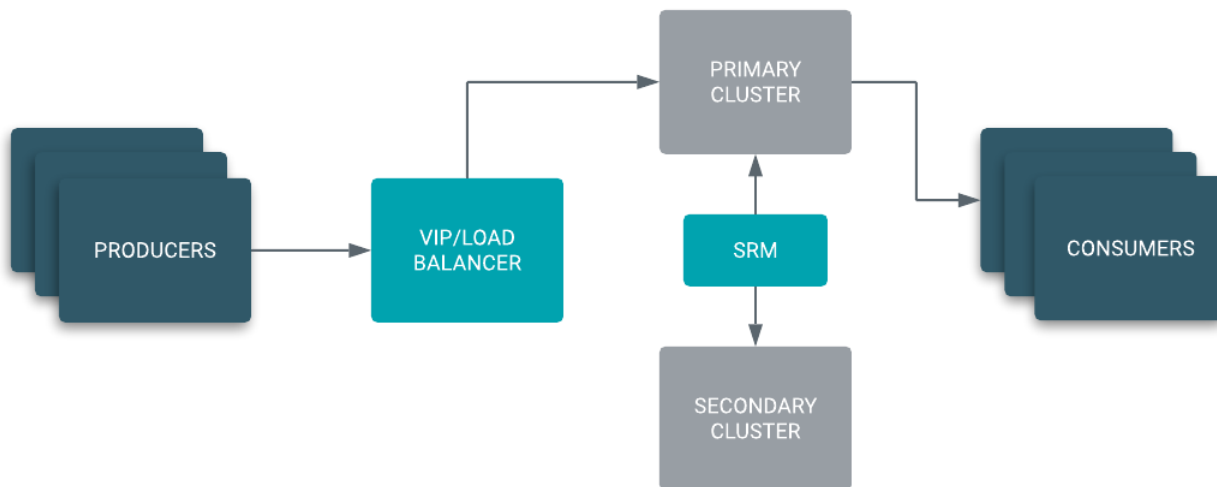 PRIMARY
CLUSTER
PRODUCERS
VIP/LOAD
BALANCER
SRM
CONSUMERS
SECONDARY
CLUSTER